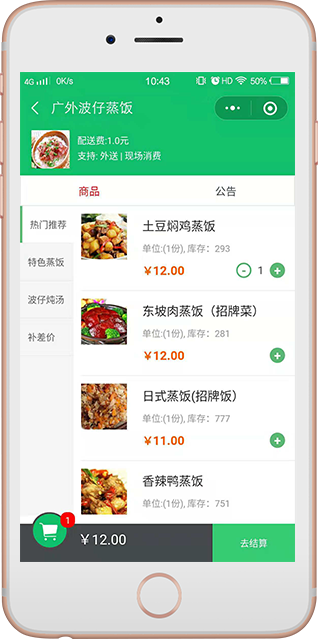 4G 0K/s 10:43 HD 50%
广外波仔蒸饭
配送费:1.0元
支持: 外送 | 现场消费
商品 公告
热门推荐
特色蒸饭
波仔炖汤
补差价
土豆焖鸡蒸饭
单位:(1份), 库存：293
￥12.00 1
东坡肉蒸饭（招牌菜）
单位:(1份), 库存：281
￥12.00
日式蒸饭(招牌饭）
单位:(1份), 库存：777
￥11.00
香辣鸭蒸饭
单位:(1份), 库存：751
1
￥12.00 去结算